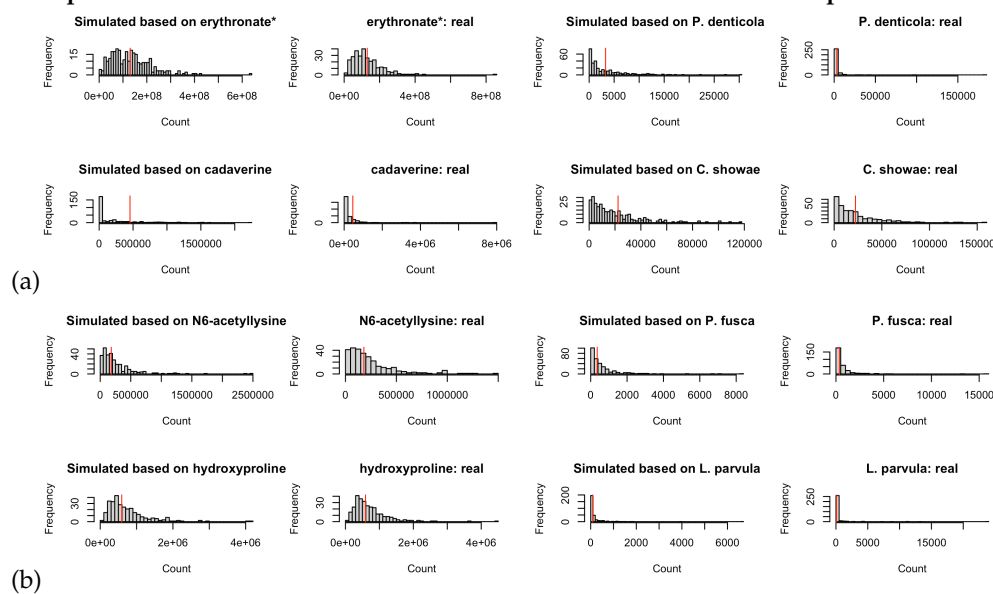 Simulated based on erythronate* erythronate*: real Simulated based on P. denticola P. denticola: real
Frequency 0 15 Frequency 0 30 Frequency 0 60 Frequency 0 250
0e+00 2e+08 4e+08 6e+08 0e+00 4e+08 8e+08 0 5000 15000 25000 0 50000 150000
Count Count Count Count
Simulated based on cadaverine cadaverine: real Simulated based on C. showae C. showae: real
Frequency 0 150 Frequency 0 Frequency 0 25 Frequency 0 50
0 500000 1500000 0e+00 4e+06 8e+06 0 40000 80000 120000 0 50000 100000 150000
Count Count Count Count
(a)
Simulated based on N6-acetyllysine N6-acetyllysine: real Simulated based on P. fusca P. fusca: real
Frequency 0 40 Frequency 0 40 Frequency 0 80 Frequency 0 150
0 500000 1500000 2500000 0 500000 1000000 0 2000 4000 6000 8000 0 5000 10000 15000
Count Count Count Count
Simulated based on hydroxyproline hydroxyproline: real Simulated based on L. parvula L. parvula: real
Frequency 0 30 Frequency 0 30 Frequency 0 200 Frequency 0 250
0e+00 2e+06 4e+06 0e+00 2e+06 4e+06 0 2000 4000 6000 0 5000 15000
Count Count Count Count
(b)